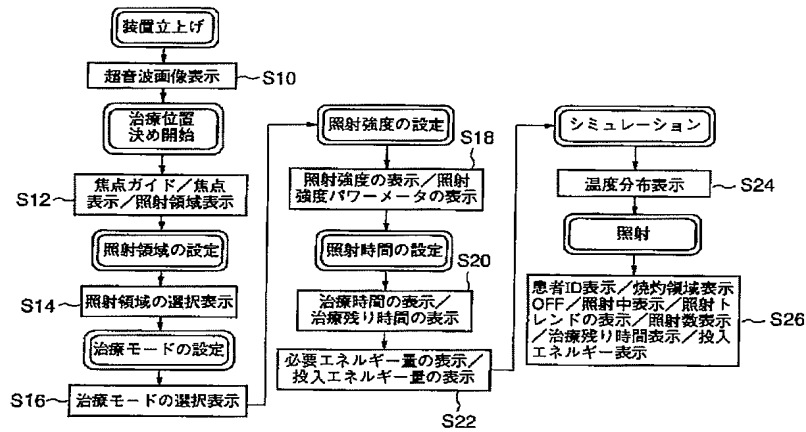 装置立上げ
超音波画像表示
S10
治療位置
決め開始
S12
焦点ガイド／焦点
表示／照射領域表示
照射領域の設定
S14
照射領域の選択表示
治療モードの設定
S16
治療モードの選択表示
照射強度の設定
S18
照射強度の表示／照射
強度パワーメータの表示
照射時間の設定
S20
治療時間の表示／
治療残り時間の表示
必要エネルギー量の表示／
投入エネルギー量の表示
S22
シミュレーション
温度分布表示
S24
照射
患者ID表示／焼灼領域表示
OFF／照射中表示／照射ト
レンドの表示／照射数表示
／治療残り時間表示／投入
エネルギー表示
S26